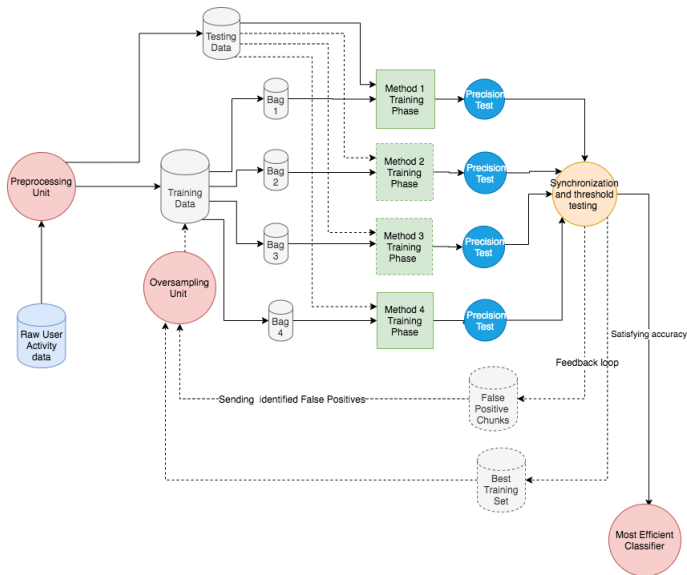 Testing
Data
Bag
1
Method 1
Training
Phase
Precision
Test
Preprocessing
Unit
Training
Data
Bag
2
Method 2
Training
Phase
Precision
Test
Synchronization
and threshold
testing
Bag
3
Method 3
Training
Phase
Precision
Test
Oversampling
Unit
Bag
4
Method 4
Training
Phase
Precision
Test
Raw User
Activity
data
Satisfying accuracy
Feedback loop
Sending identified False Positives
False
Positive
Chunks
Best
Training
Set
Most Efficient
Classifier